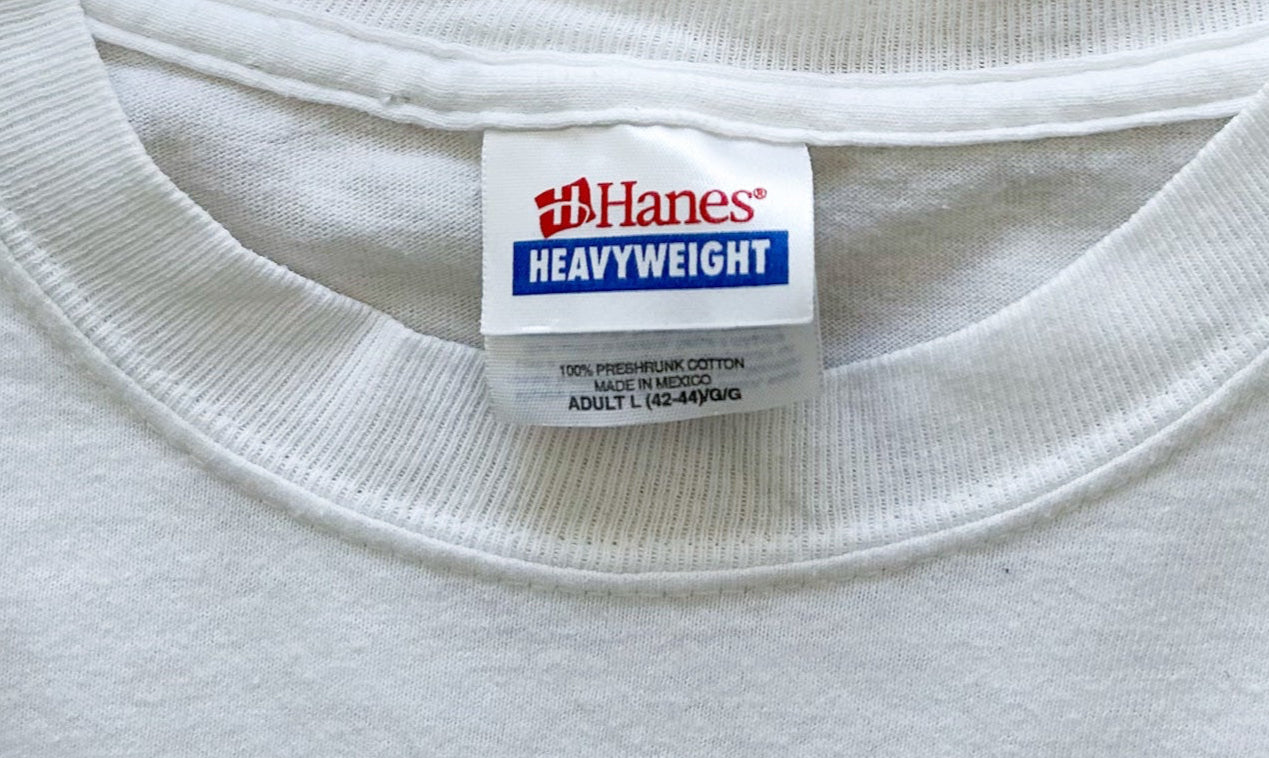 Hanes®
HEAVYWEIGHT
100% PRESHRUNK COTTON
MADE IN MEXICO
ADULT L (42-44)/G/G